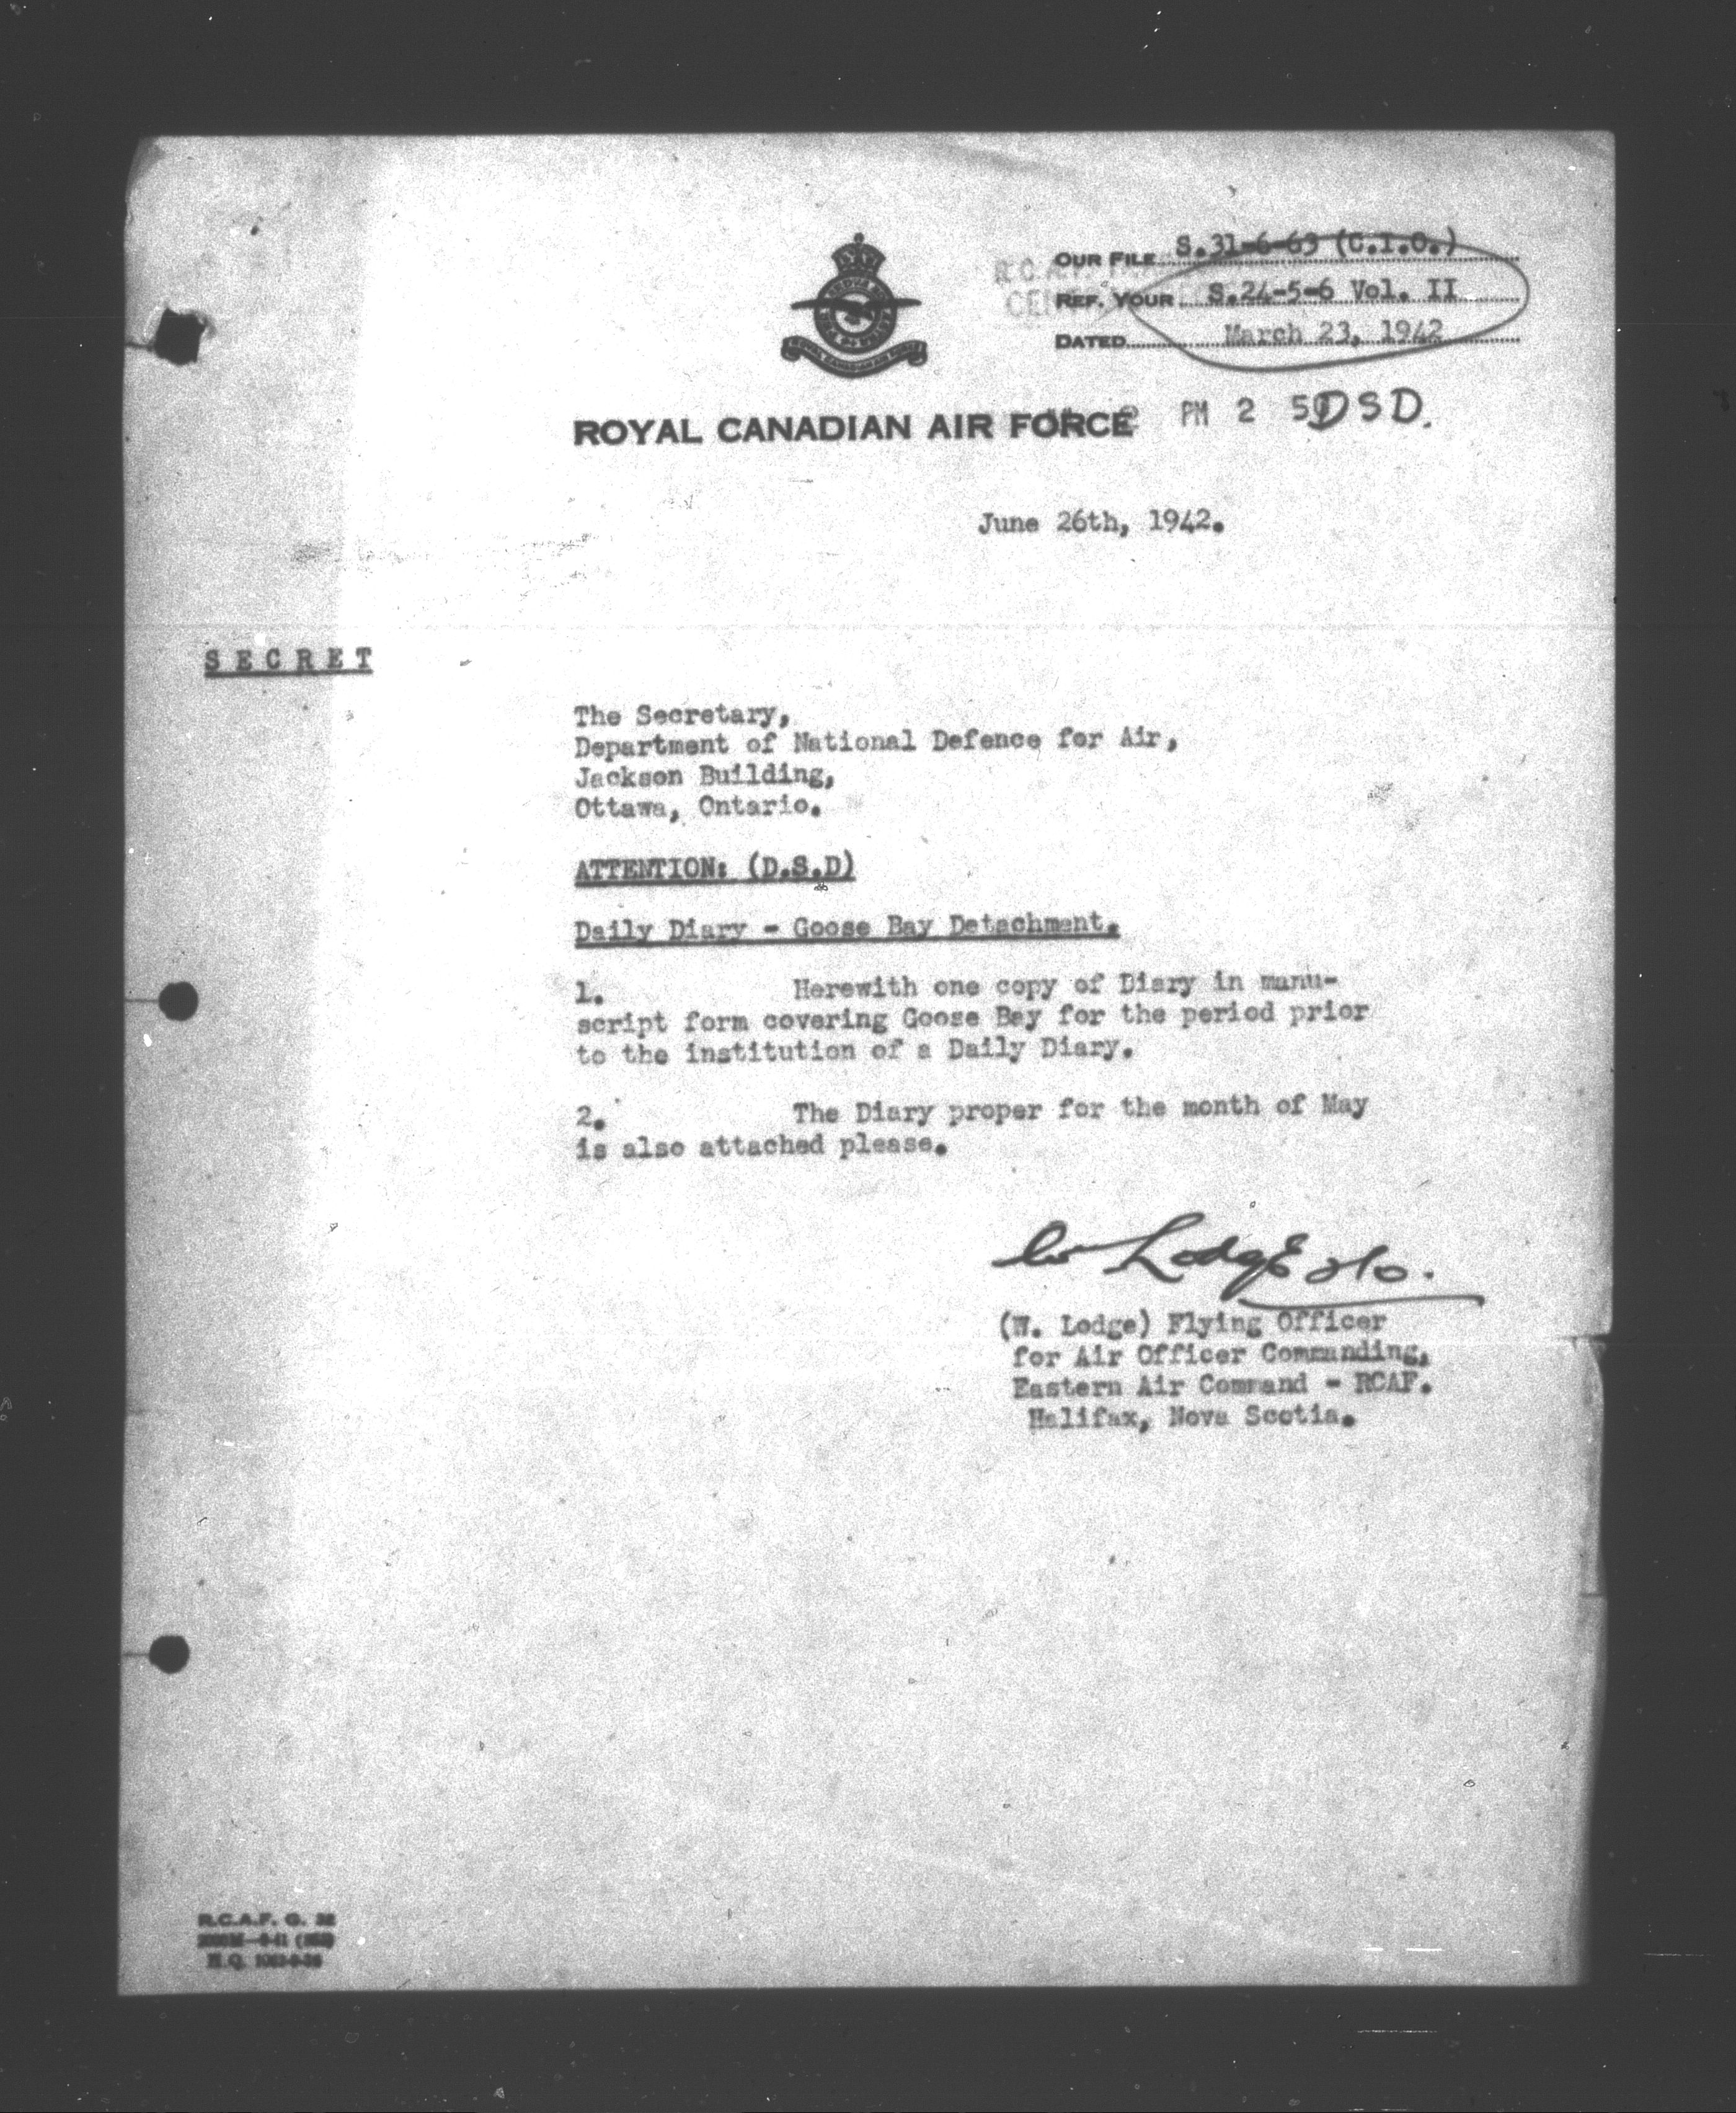 OUR FILE S.31-6-63 (C.I.O.)
REF. YOUR S.24-5-6 Vol. II
DATED March 23, 1942
ROYAL CANADIAN AIR FORCE
PM 2 50
DSD.
June 26th, 1942.
SECRET
The Secretary,
Department of National Defence for Air,
Jackson Building,
Ottawa, Ontario.
ATTENTION: (D.S.D)
Daily Diary - Goose Bay Detachment.
1. Herewith one copy of Diary in manu-
script form covering Goose Bay for the period prior
to the institution of a Daily Diary.
2. The Diary proper for the month of May
is also attached please.
W Lodge F/O.
(W. Lodge) Flying Officer
for Air Officer Commanding,
Eastern Air Command - RCAF.
Halifax, Nova Scotia.
R.C.A.F. G. 32
H.Q.